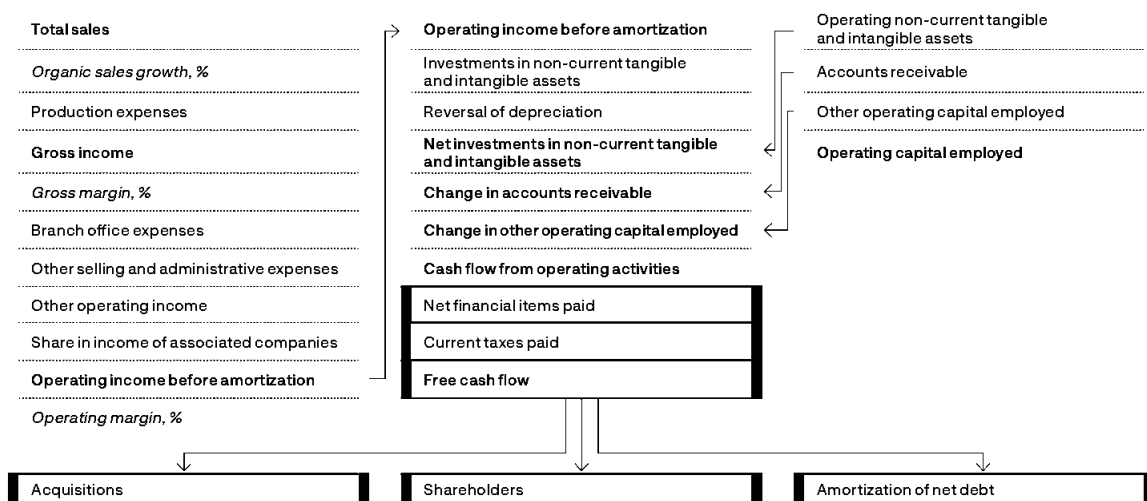 Total sales
Organic sales growth, %
Production expenses
Gross income
Gross margin, %
Branch office expenses
Other selling and administrative expenses
Other operating income
Share in income of associated companies
Operating income before amortization
Operating margin, %
Operating income before amortization
Investments in non-current tangible
and intangible assets
Reversal of depreciation
Net investments in non-current tangible
and intangible assets
Change in accounts receivable
Change in other operating capital employed
Cash flow from operating activities
Net financial items paid
Current taxes paid
Free cash flow
Operating non-current tangible
and intangible assets
Accounts receivable
Other operating capital employed
Operating capital employed
Acquisitions
Shareholders
Amortization of net debt